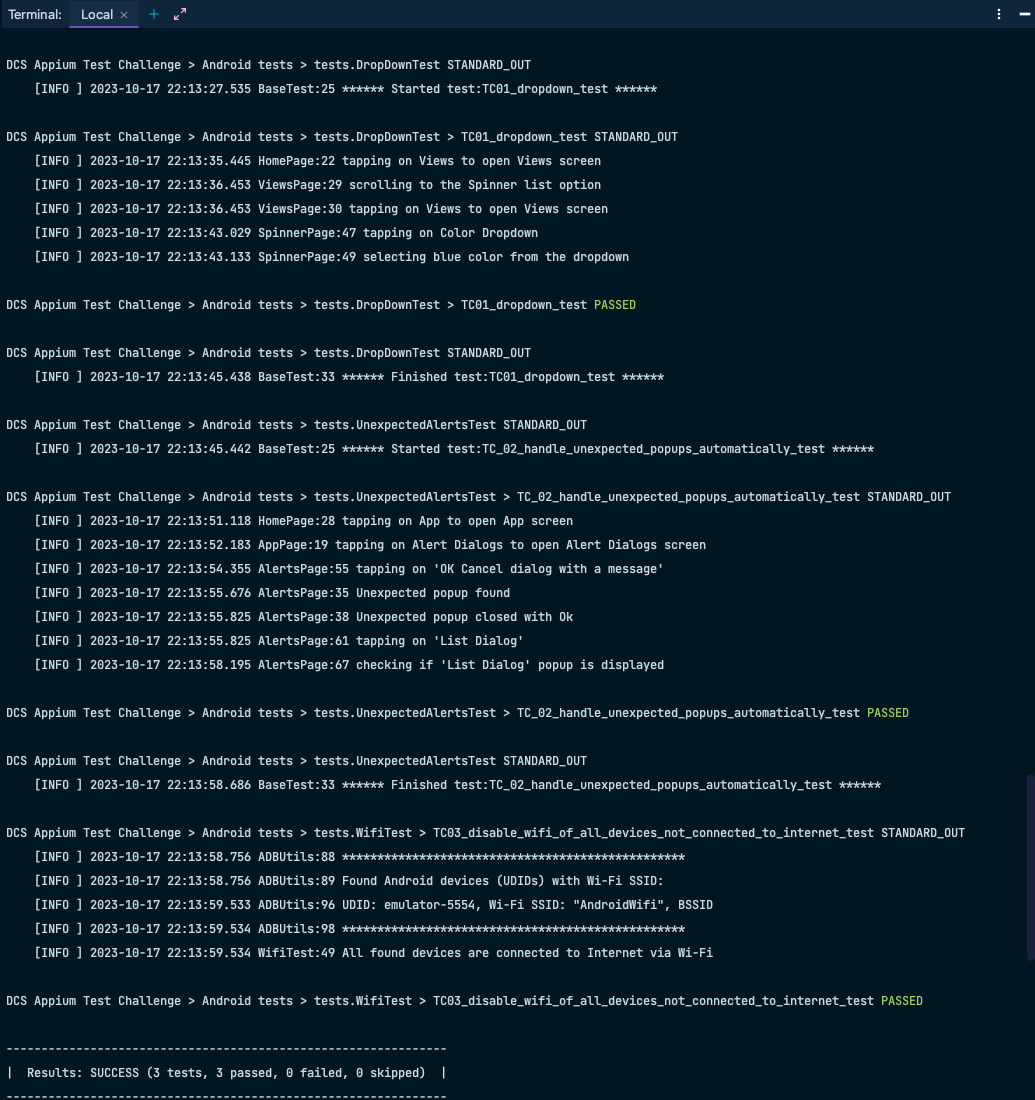 Terminal: Local × +
DCS Appium Test Challenge > Android tests > tests.DropDownTest STANDARD_OUT
[INFO ] 2023-10-17 22:13:27.535 BaseTest:25 ****** Started test:TC01_dropdown_test ******
DCS Appium Test Challenge > Android tests > tests.DropDownTest > TC01_dropdown_test STANDARD_OUT
[INFO ] 2023-10-17 22:13:35.445 HomePage:22 tapping on Views to open Views screen
[INFO ] 2023-10-17 22:13:36.453 ViewsPage:29 scrolling to the Spinner list option
[INFO ] 2023-10-17 22:13:36.453 ViewsPage:30 tapping on Views to open Views screen
[INFO ] 2023-10-17 22:13:43.029 SpinnerPage:47 tapping on Color Dropdown
[INFO ] 2023-10-17 22:13:43.133 SpinnerPage:49 selecting blue color from the dropdown
DCS Appium Test Challenge > Android tests > tests.DropDownTest > TC01_dropdown_test PASSED
DCS Appium Test Challenge > Android tests > tests.DropDownTest STANDARD_OUT
[INFO ] 2023-10-17 22:13:45.438 BaseTest:33 ****** Finished test:TC01_dropdown_test ******
DCS Appium Test Challenge > Android tests > tests.UnexpectedAlertsTest STANDARD_OUT
[INFO ] 2023-10-17 22:13:45.442 BaseTest:25 ****** Started test:TC_02_handle_unexpected_popups_automatically_test ******
DCS Appium Test Challenge > Android tests > tests.UnexpectedAlertsTest > TC_02_handle_unexpected_popups_automatically_test STANDARD_OUT
[INFO ] 2023-10-17 22:13:51.118 HomePage:28 tapping on App to open App screen
[INFO ] 2023-10-17 22:13:52.183 AppPage:19 tapping on Alert Dialogs to open Alert Dialogs screen
[INFO ] 2023-10-17 22:13:54.355 AlertsPage:55 tapping on 'OK Cancel dialog with a message'
[INFO ] 2023-10-17 22:13:55.676 AlertsPage:35 Unexpected popup found
[INFO ] 2023-10-17 22:13:55.825 AlertsPage:38 Unexpected popup closed with Ok
[INFO ] 2023-10-17 22:13:55.825 AlertsPage:61 tapping on 'List Dialog'
[INFO ] 2023-10-17 22:13:58.195 AlertsPage:67 checking if 'List Dialog' popup is displayed
DCS Appium Test Challenge > Android tests > tests.UnexpectedAlertsTest > TC_02_handle_unexpected_popups_automatically_test PASSED
DCS Appium Test Challenge > Android tests > tests.UnexpectedAlertsTest STANDARD_OUT
[INFO ] 2023-10-17 22:13:58.686 BaseTest:33 ****** Finished test:TC_02_handle_unexpected_popups_automatically_test ******
DCS Appium Test Challenge > Android tests > tests.WifiTest > TC03_disable_wifi_of_all_devices_not_connected_to_internet_test STANDARD_OUT
[INFO ] 2023-10-17 22:13:58.756 ADBUtils:88 *************************************************
[INFO ] 2023-10-17 22:13:58.756 ADBUtils:89 Found Android devices (UDIDs) with Wi-Fi SSID:
[INFO ] 2023-10-17 22:13:59.533 ADBUtils:96 UDID: emulator-5554, Wi-Fi SSID: "AndroidWifi", BSSID
[INFO ] 2023-10-17 22:13:59.534 ADBUtils:98 *************************************************
[INFO ] 2023-10-17 22:13:59.534 WifiTest:49 All found devices are connected to Internet via Wi-Fi
DCS Appium Test Challenge > Android tests > tests.WifiTest > TC03_disable_wifi_of_all_devices_not_connected_to_internet_test PASSED
---------------------------------------------------------------
| Results: SUCCESS (3 tests, 3 passed, 0 failed, 0 skipped) |
---------------------------------------------------------------